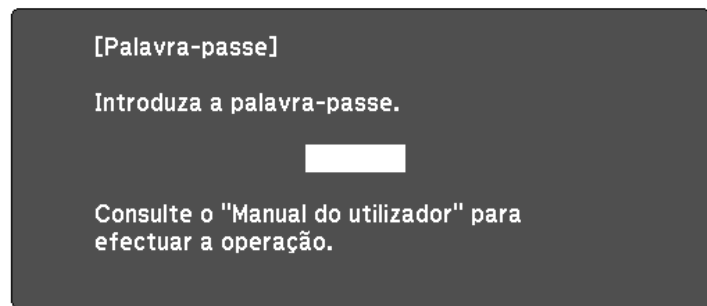 [Palavra-passe]
Introduza a palavra-passe.
Consulte o "Manual do utilizador" para
efectuar a operação.